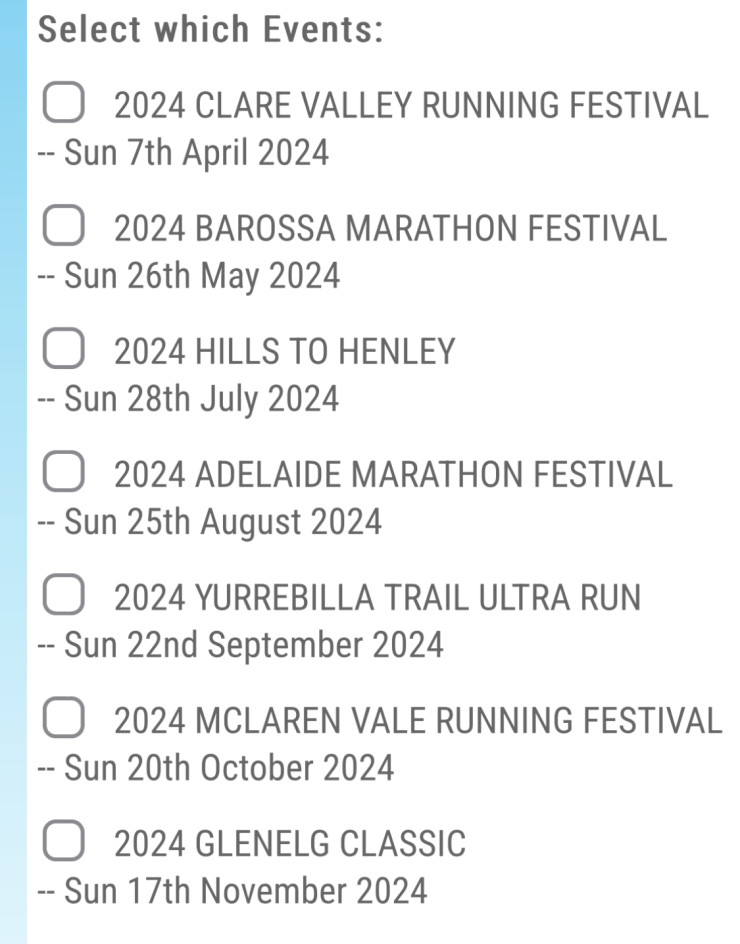 Select which Events:
2024 CLARE VALLEY RUNNING FESTIVAL
-- Sun 7th April 2024
2024 BAROSSA MARATHON FESTIVAL
-- Sun 26th May 2024
2024 HILLS TO HENLEY
-- Sun 28th July 2024
2024 ADELAIDE MARATHON FESTIVAL
-- Sun 25th August 2024
2024 YURREBILLA TRAIL ULTRA RUN
-- Sun 22nd September 2024
2024 MCLAREN VALE RUNNING FESTIVAL
-- Sun 20th October 2024
2024 GLENELG CLASSIC
-- Sun 17th November 2024